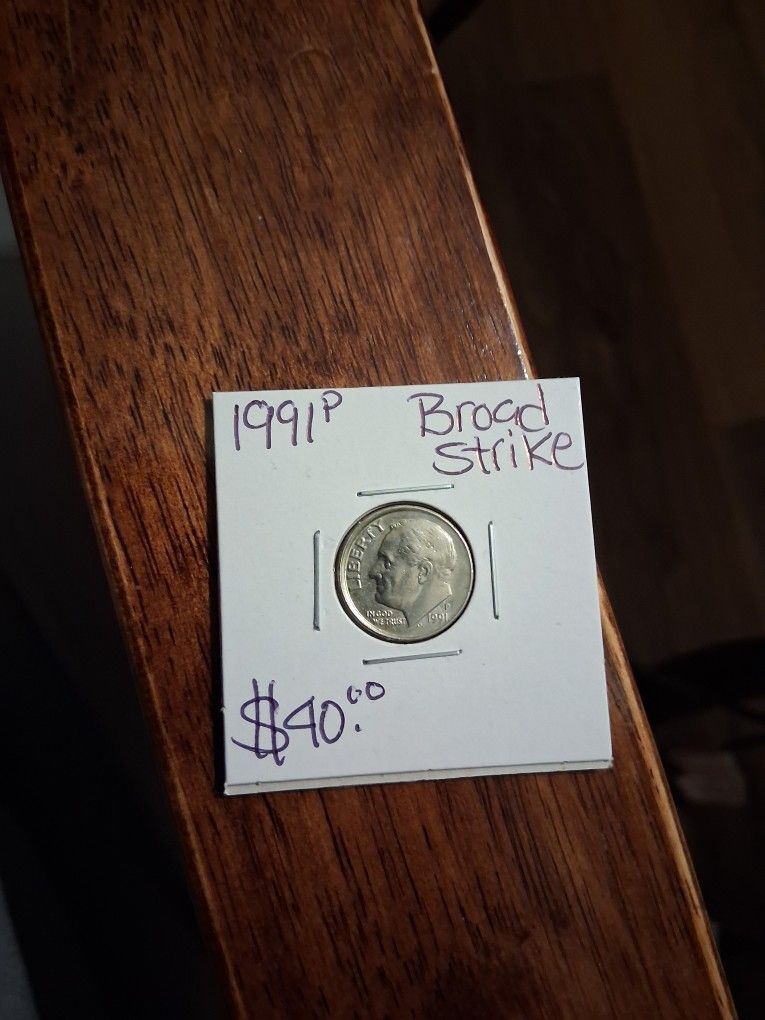 1991P Broad
Strike
LIBERTY
IN GOD
WE TRUST
P
1991
$40.00